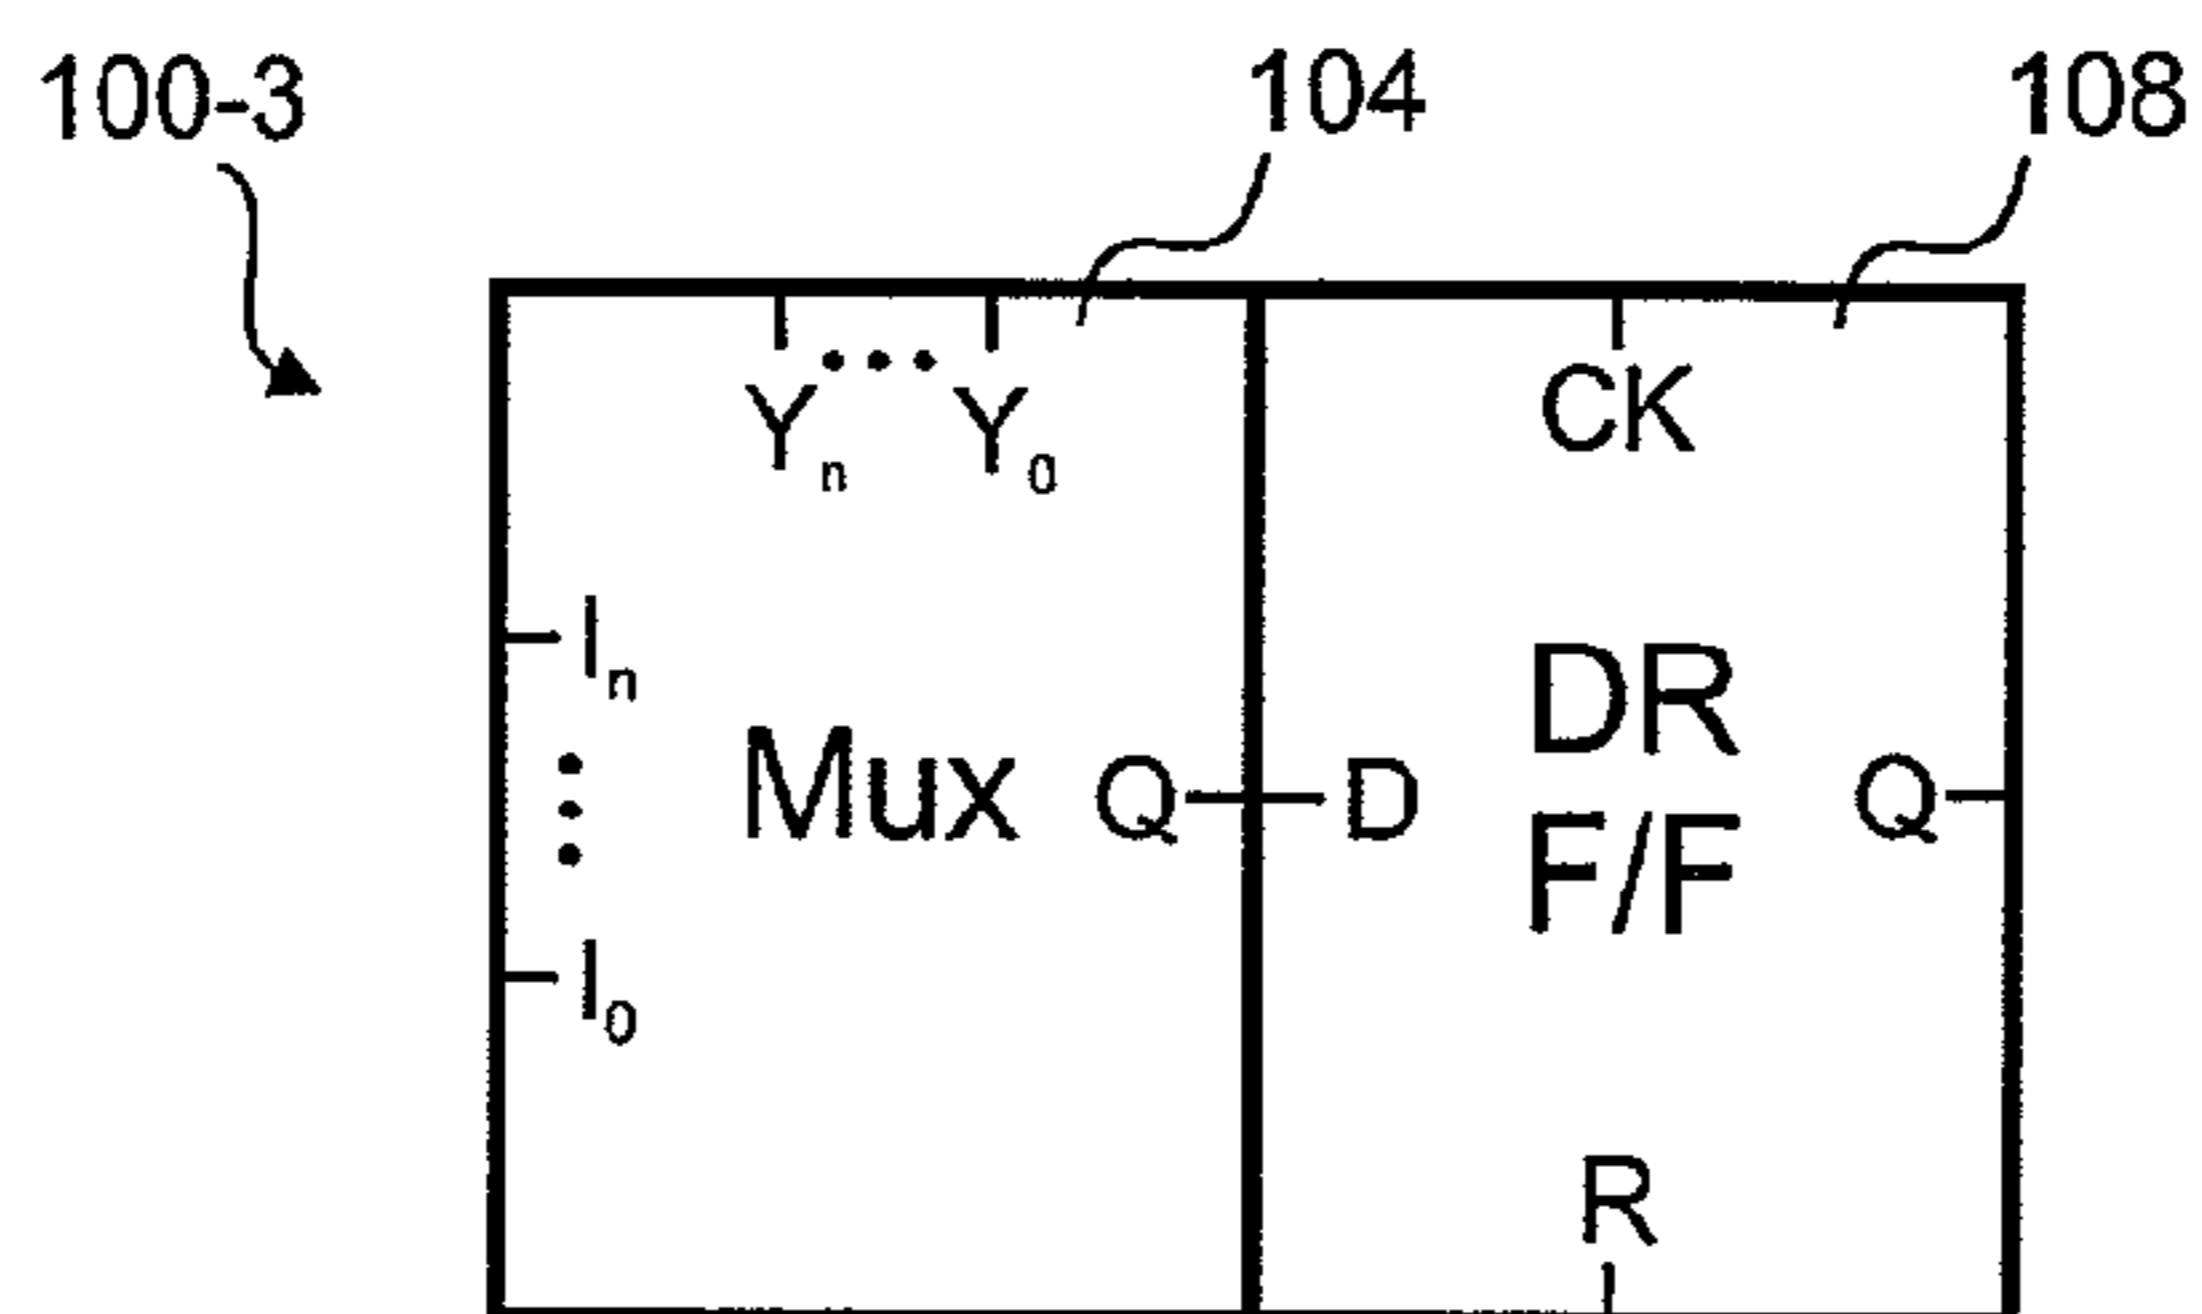 100-3 104 108
Yn ••• Y0 CK
In
Mux Q D DR F/F Q
I0
R